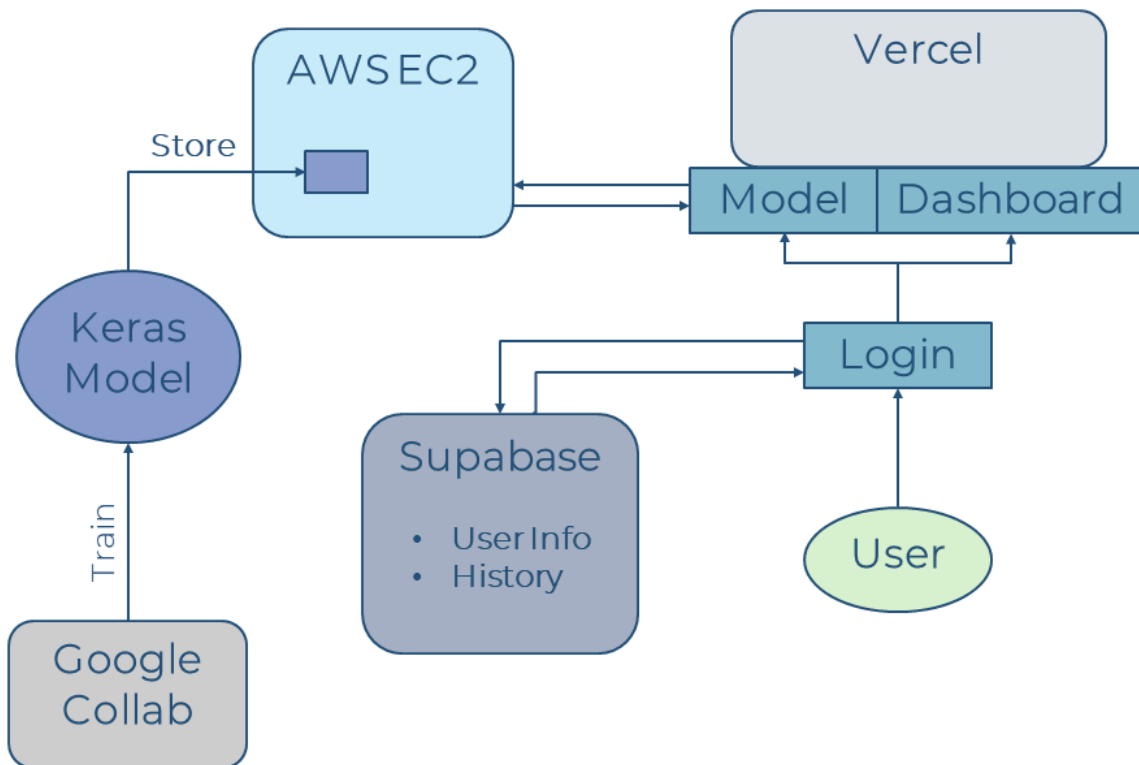 AWS EC2
Vercel
Store
Model
Dashboard
Keras
Model
Login
Supabase
• User Info
• History
User
Train
Google
Collab